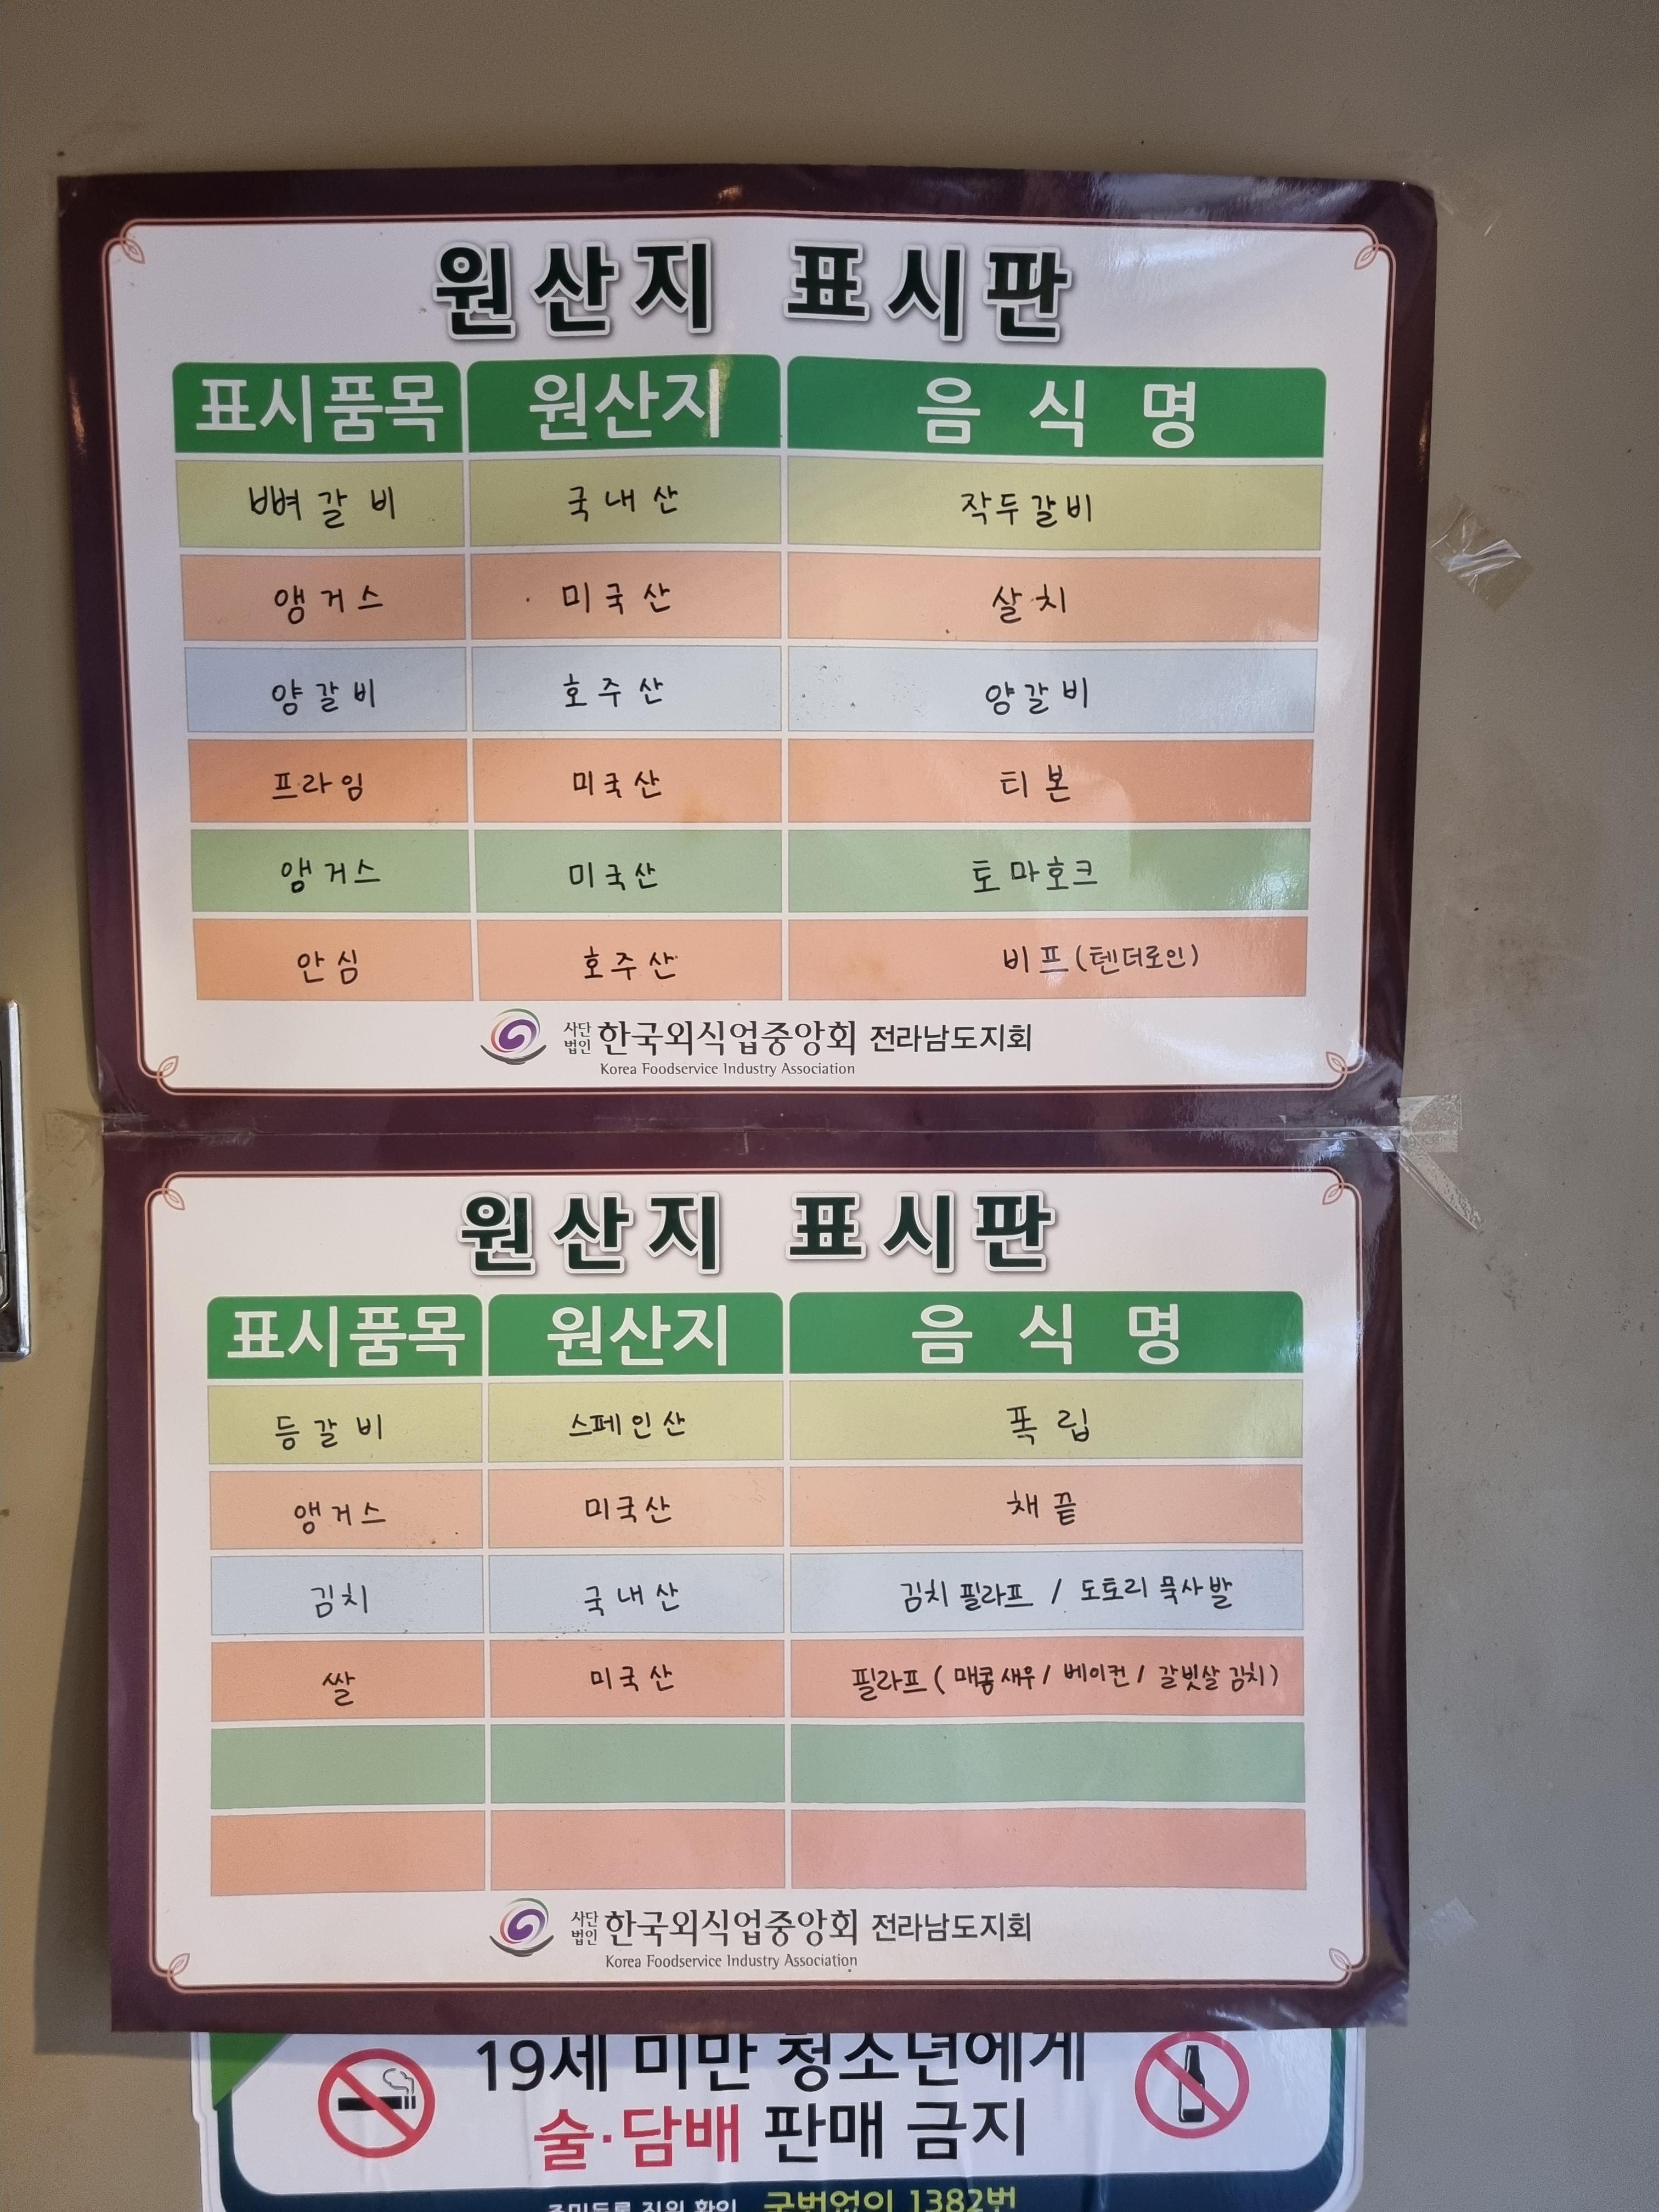 원산지 표시판
표시품목 원산지 음식명
뼈갈비 국내산 작두갈비
앵거스 미국산 살치
양갈비 호주산 양갈비
프라임 미국산 티본
앵거스 미국산 토마호크
안심 호주산 비프(텐더로인)
사단법인 한국외식업중앙회 전라남도지회
Korea Foodservice Industry Association
원산지 표시판
표시품목 원산지 음식명
등갈비 스페인산 폭립
앵거스 미국산 채끝
김치 국내산 김치 필라프 / 도토리 묵사발
쌀 미국산 필라프 ( 매콤새우 / 베이컨 / 갈빗살 김치)
사단법인 한국외식업중앙회 전라남도지회
Korea Foodservice Industry Association
19세 미만 청소년에게
술·담배 판매 금지
국번없이 1382번